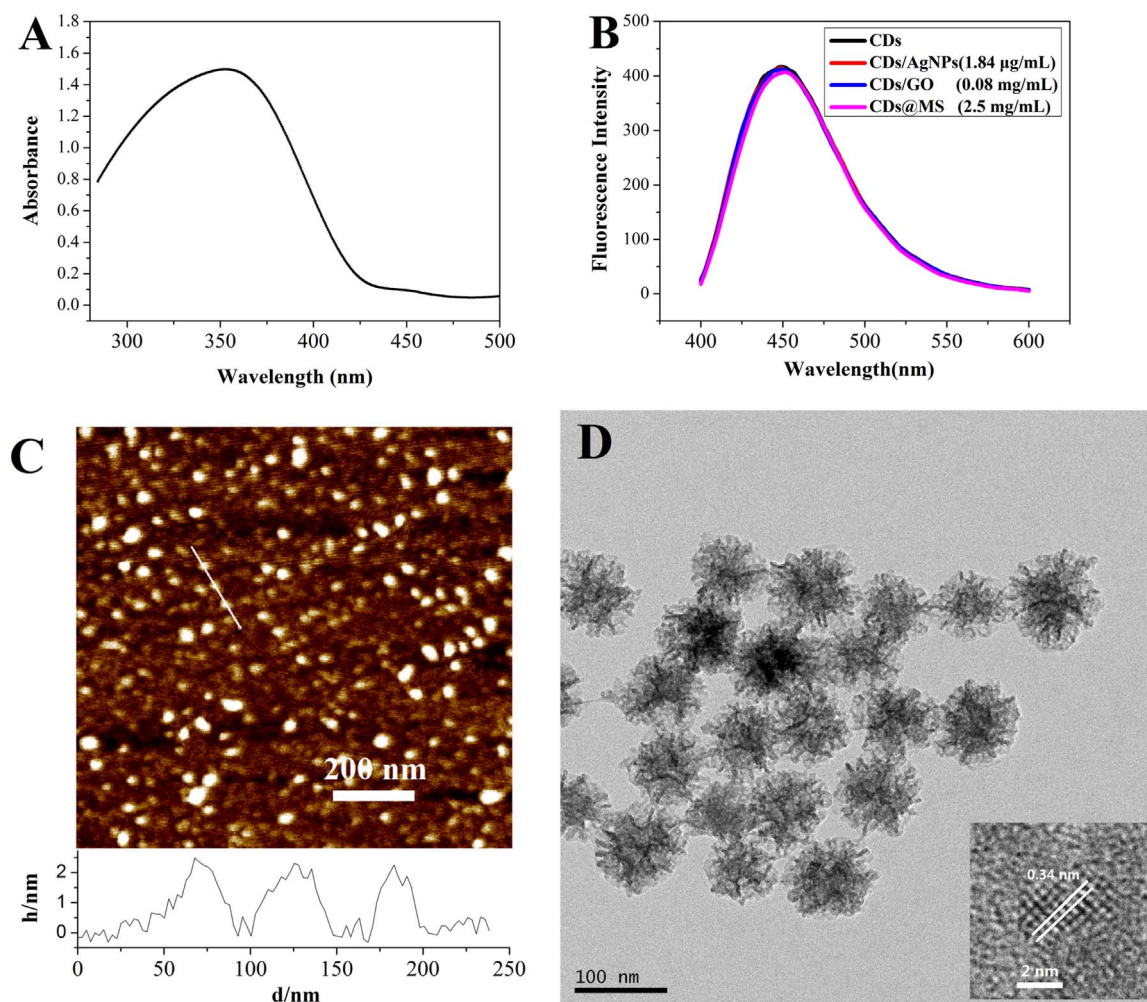 A
1.8
1.6
1.4
1.2
1.0
0.8
0.6
0.4
0.2
0.0
Absorbance
300 350 400 450 500
Wavelength (nm)
B
500
400
300
200
100
0
Fluorescence Intensity
CDs
CDs/AgNPs(1.84 μg/mL)
CDs/GO (0.08 mg/mL)
CDs@MS (2.5 mg/mL)
400 450 500 550 600
Wavelength(nm)
C
200 nm
2
1
0
h/nm
0 50 100 150 200 250
d/nm
D
100 nm
0.34 nm
2 nm